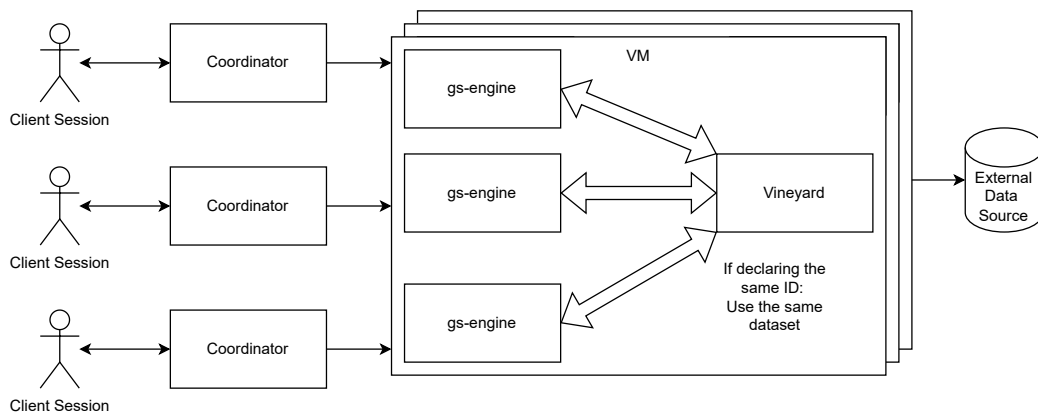 VM
Coordinator
gs-engine
Client Session
Coordinator
gs-engine
Vineyard
External
Data
Source
Client Session
If declaring the
same ID:
Use the same
dataset
Coordinator
gs-engine
Client Session